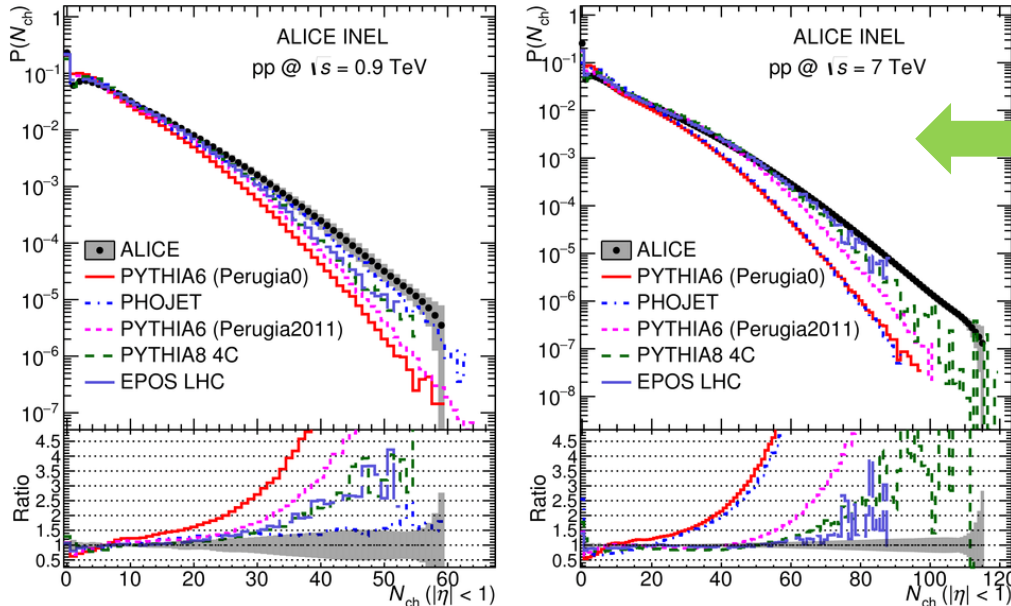 P(N_ch)
1
10⁻¹
10⁻²
10⁻³
10⁻⁴
10⁻⁵
10⁻⁶
10⁻⁷
ALICE INEL
pp @ √s = 0.9 TeV
ALICE
PYTHIA6 (Perugia0)
PHOJET
PYTHIA6 (Perugia2011)
PYTHIA8 4C
EPOS LHC
Ratio
4.5
3.5
2.5
1.5
0.5
4
3
2
1
0 10 20 30 40 50 60
N_ch (|η| < 1)
P(N_ch)
1
10⁻¹
10⁻²
10⁻³
10⁻⁴
10⁻⁵
10⁻⁶
10⁻⁷
10⁻⁸
ALICE INEL
pp @ √s = 7 TeV
ALICE
PYTHIA6 (Perugia0)
PHOJET
PYTHIA6 (Perugia2011)
PYTHIA8 4C
EPOS LHC
Ratio
4.5
3.5
2.5
1.5
0.5
4
3
2
1
0 20 40 60 80 100 120
N_ch (|η| < 1)